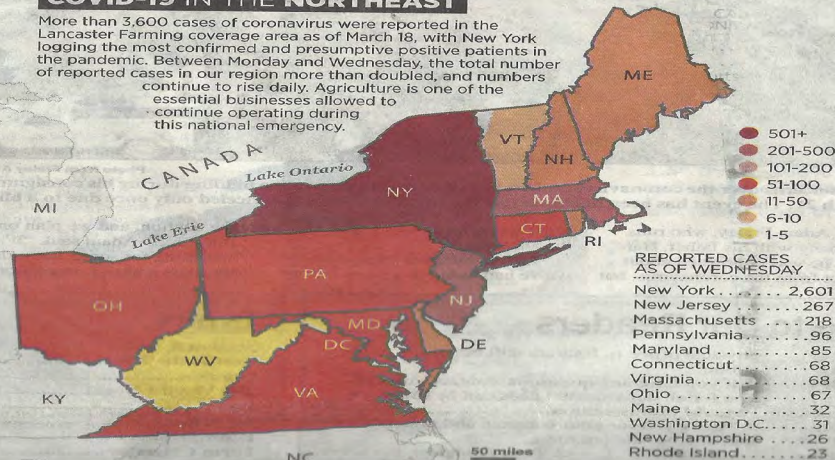 COVID-19 IN THE NORTHEAST
More than 3,600 cases of coronavirus were reported in the
Lancaster Farming coverage area as of March 18, with New York
logging the most confirmed and presumptive positive patients in
the pandemic. Between Monday and Wednesday, the total number
of reported cases in our region more than doubled, and numbers
continue to rise daily. Agriculture is one of the
essential businesses allowed to
continue operating during
this national emergency.
CANADA
Lake Ontario
Lake Erie
MI
ME
VT
NH
NY
MA
CT
RI
PA
NJ
OH
MD
DC
DE
WV
VA
KY
NC
50 miles
501+
201-500
101-200
51-100
11-50
6-10
1-5
REPORTED CASES
AS OF WEDNESDAY
New York . . . . . . 2,601
New Jersey . . . . . . . 267
Massachusetts . . . . 218
Pennsylvania . . . . . . . 96
Maryland . . . . . . . . . . 85
Connecticut . . . . . . . . 68
Virginia . . . . . . . . . . . 68
Ohio . . . . . . . . . . . . . 67
Maine . . . . . . . . . . . . 32
Washington D.C. . . . . 31
New Hampshire . . . . 26
Rhode Island . . . . . . . 23